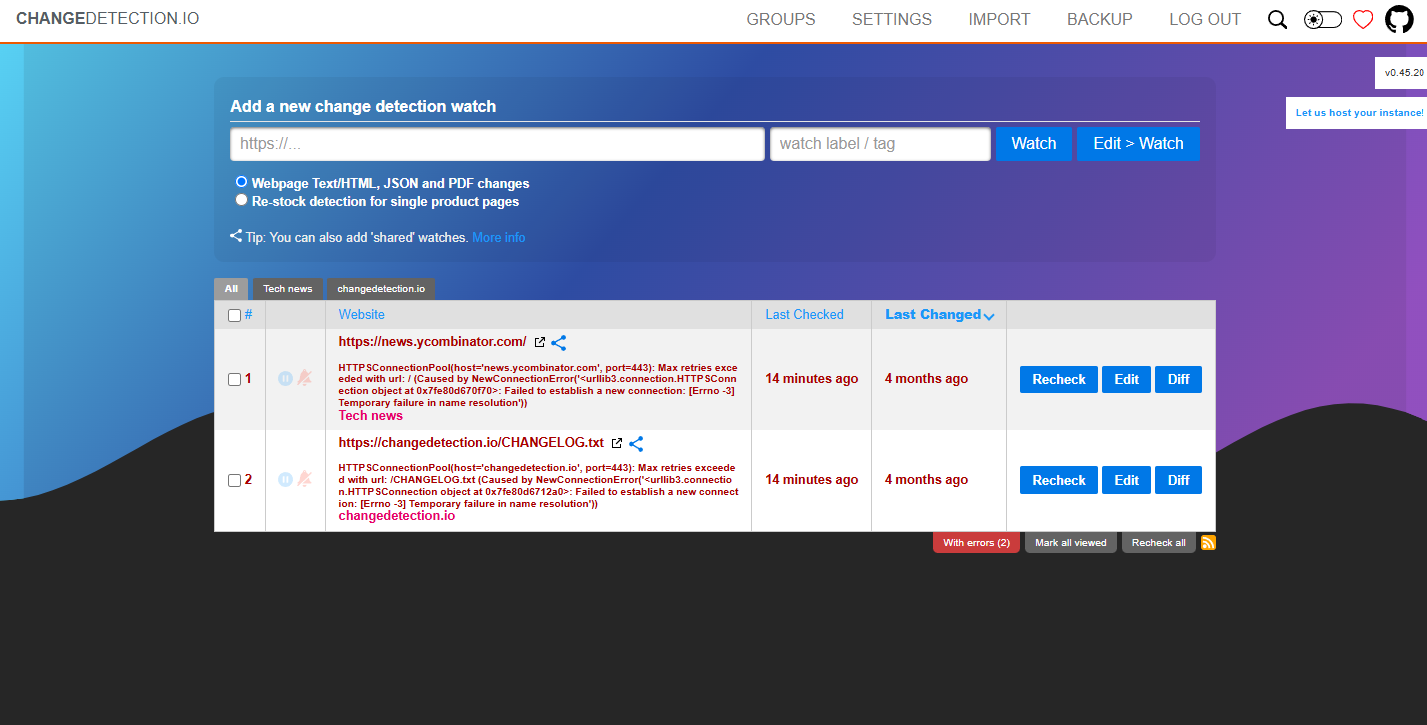 CHANGEDETECTION.IO
GROUPS SETTINGS IMPORT BACKUP LOG OUT
v0.45.20
Let us host your instance!
Add a new change detection watch
https://...
watch label / tag
Watch
Edit > Watch
Webpage Text/HTML, JSON and PDF changes
Re-stock detection for single product pages
Tip: You can also add 'shared' watches. More info
All
Tech news
changedetection.io
# Website Last Checked Last Changed
1
https://news.ycombinator.com/
HTTPSConnectionPool(host='news.ycombinator.com', port=443): Max retries exce
eded with url: / (Caused by NewConnectionError('<urllib3.connection.HTTPSConn
ection object at 0x7fe80d670f70>: Failed to establish a new connection: [Errno -3]
Temporary failure in name resolution'))
Tech news
14 minutes ago
4 months ago
Recheck Edit Diff
2
https://changedetection.io/CHANGELOG.txt
HTTPSConnectionPool(host='changedetection.io', port=443): Max retries exceede
d with url: /CHANGELOG.txt (Caused by NewConnectionError('<urllib3.connectio
n.HTTPSConnection object at 0x7fe80d6712a0>: Failed to establish a new connect
ion: [Errno -3] Temporary failure in name resolution'))
changedetection.io
14 minutes ago
4 months ago
Recheck Edit Diff
With errors (2)
Mark all viewed
Recheck all